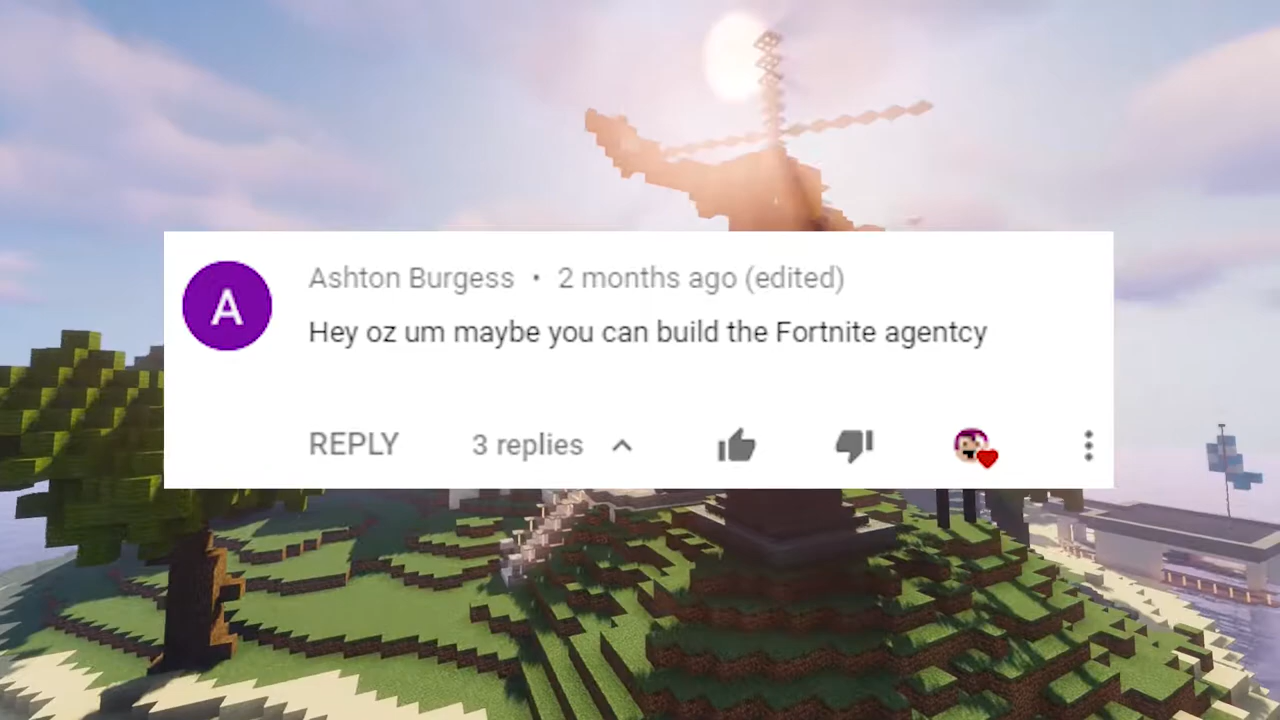 A
Ashton Burgess • 2 months ago (edited)
Hey oz um maybe you can build the Fortnite agentcy
REPLY 3 replies